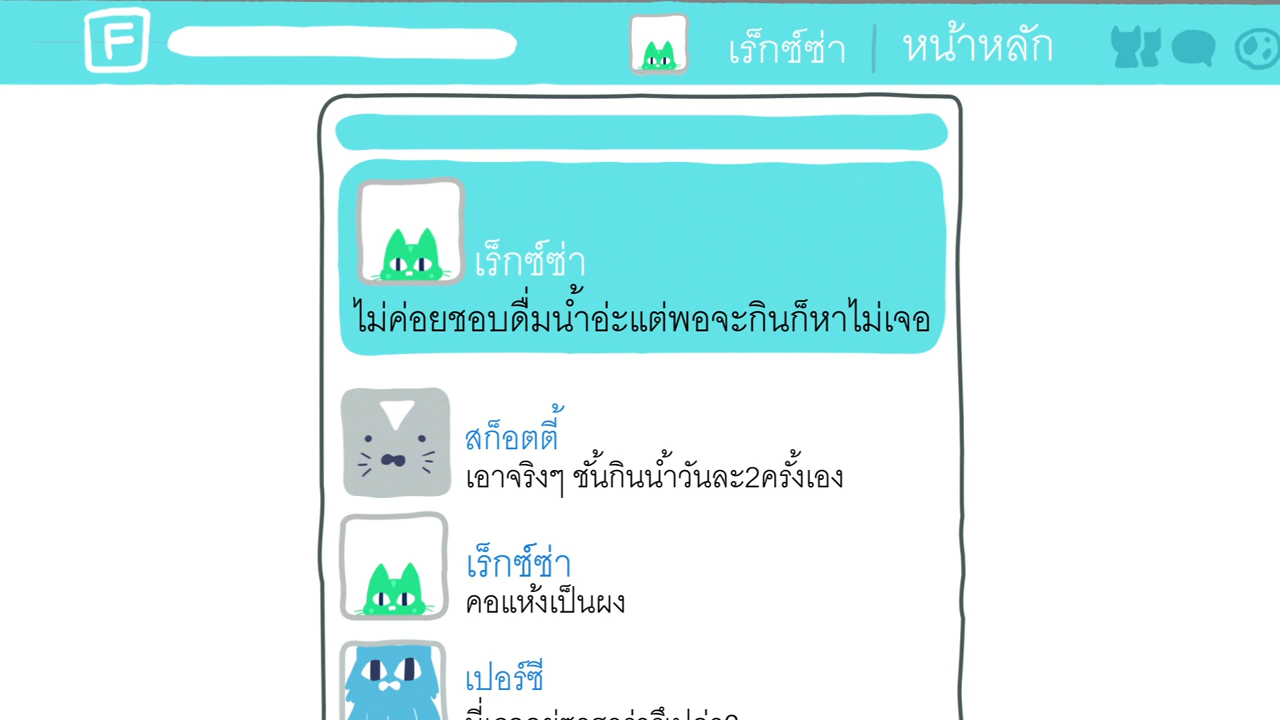 F
เร็กซ์ซ่า
หน้าหลัก
เร็กซ์ซ่า
ไม่ค่อยชอบดื่มน้ำอ่ะแต่พอจะกินก็หาไม่เจอ
สก็อตตี้
เอาจริงๆ ชั้นกินน้ำวันละ2ครั้งเอง
เร็กซ์ซ่า
คอแห้งเป็นผง
เปอร์ซี